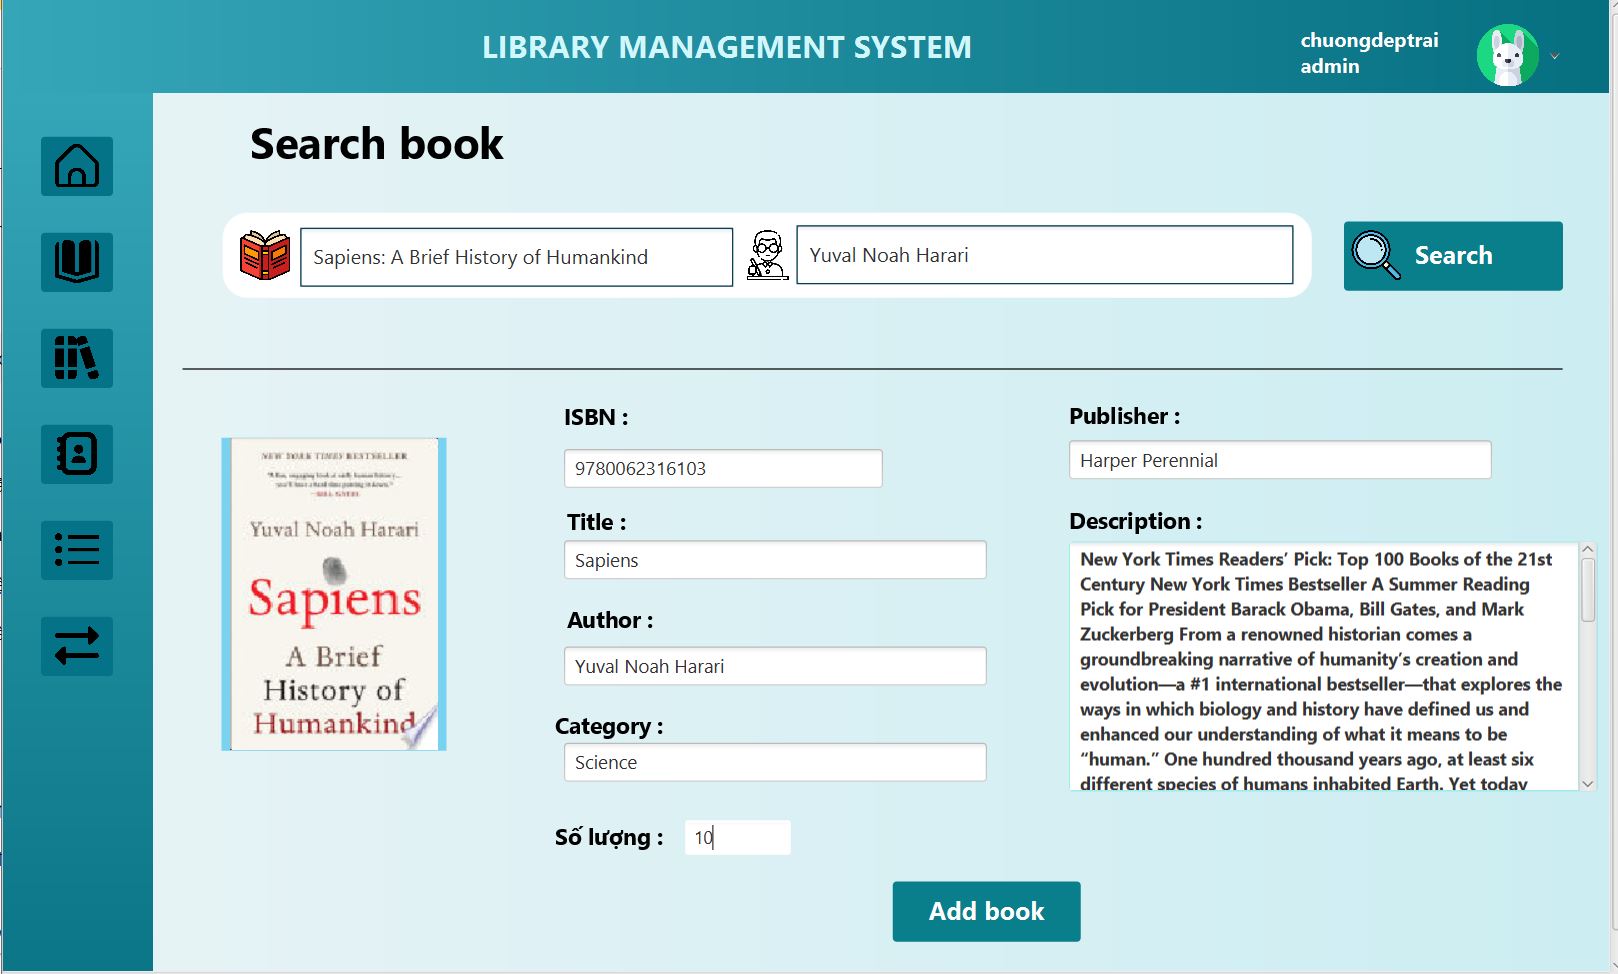 LIBRARY MANAGEMENT SYSTEM
chuongdeptrai
admin
Search book
Sapiens: A Brief History of Humankind
Yuval Noah Harari
Search
NEW YORK TIMES BESTSELLER
—BILL GATES
Yuval Noah Harari
Sapiens
A Brief
History of
Humankind
ISBN :
9780062316103
Title :
Sapiens
Author :
Yuval Noah Harari
Category :
Science
Số lượng :
10
Publisher :
Harper Perennial
Description :
New York Times Readers’ Pick: Top 100 Books of the 21st
Century New York Times Bestseller A Summer Reading
Pick for President Barack Obama, Bill Gates, and Mark
Zuckerberg From a renowned historian comes a
groundbreaking narrative of humanity’s creation and
evolution—a #1 international bestseller—that explores the
ways in which biology and history have defined us and
enhanced our understanding of what it means to be
“human.” One hundred thousand years ago, at least six
different species of humans inhabited Earth. Yet today
Add book